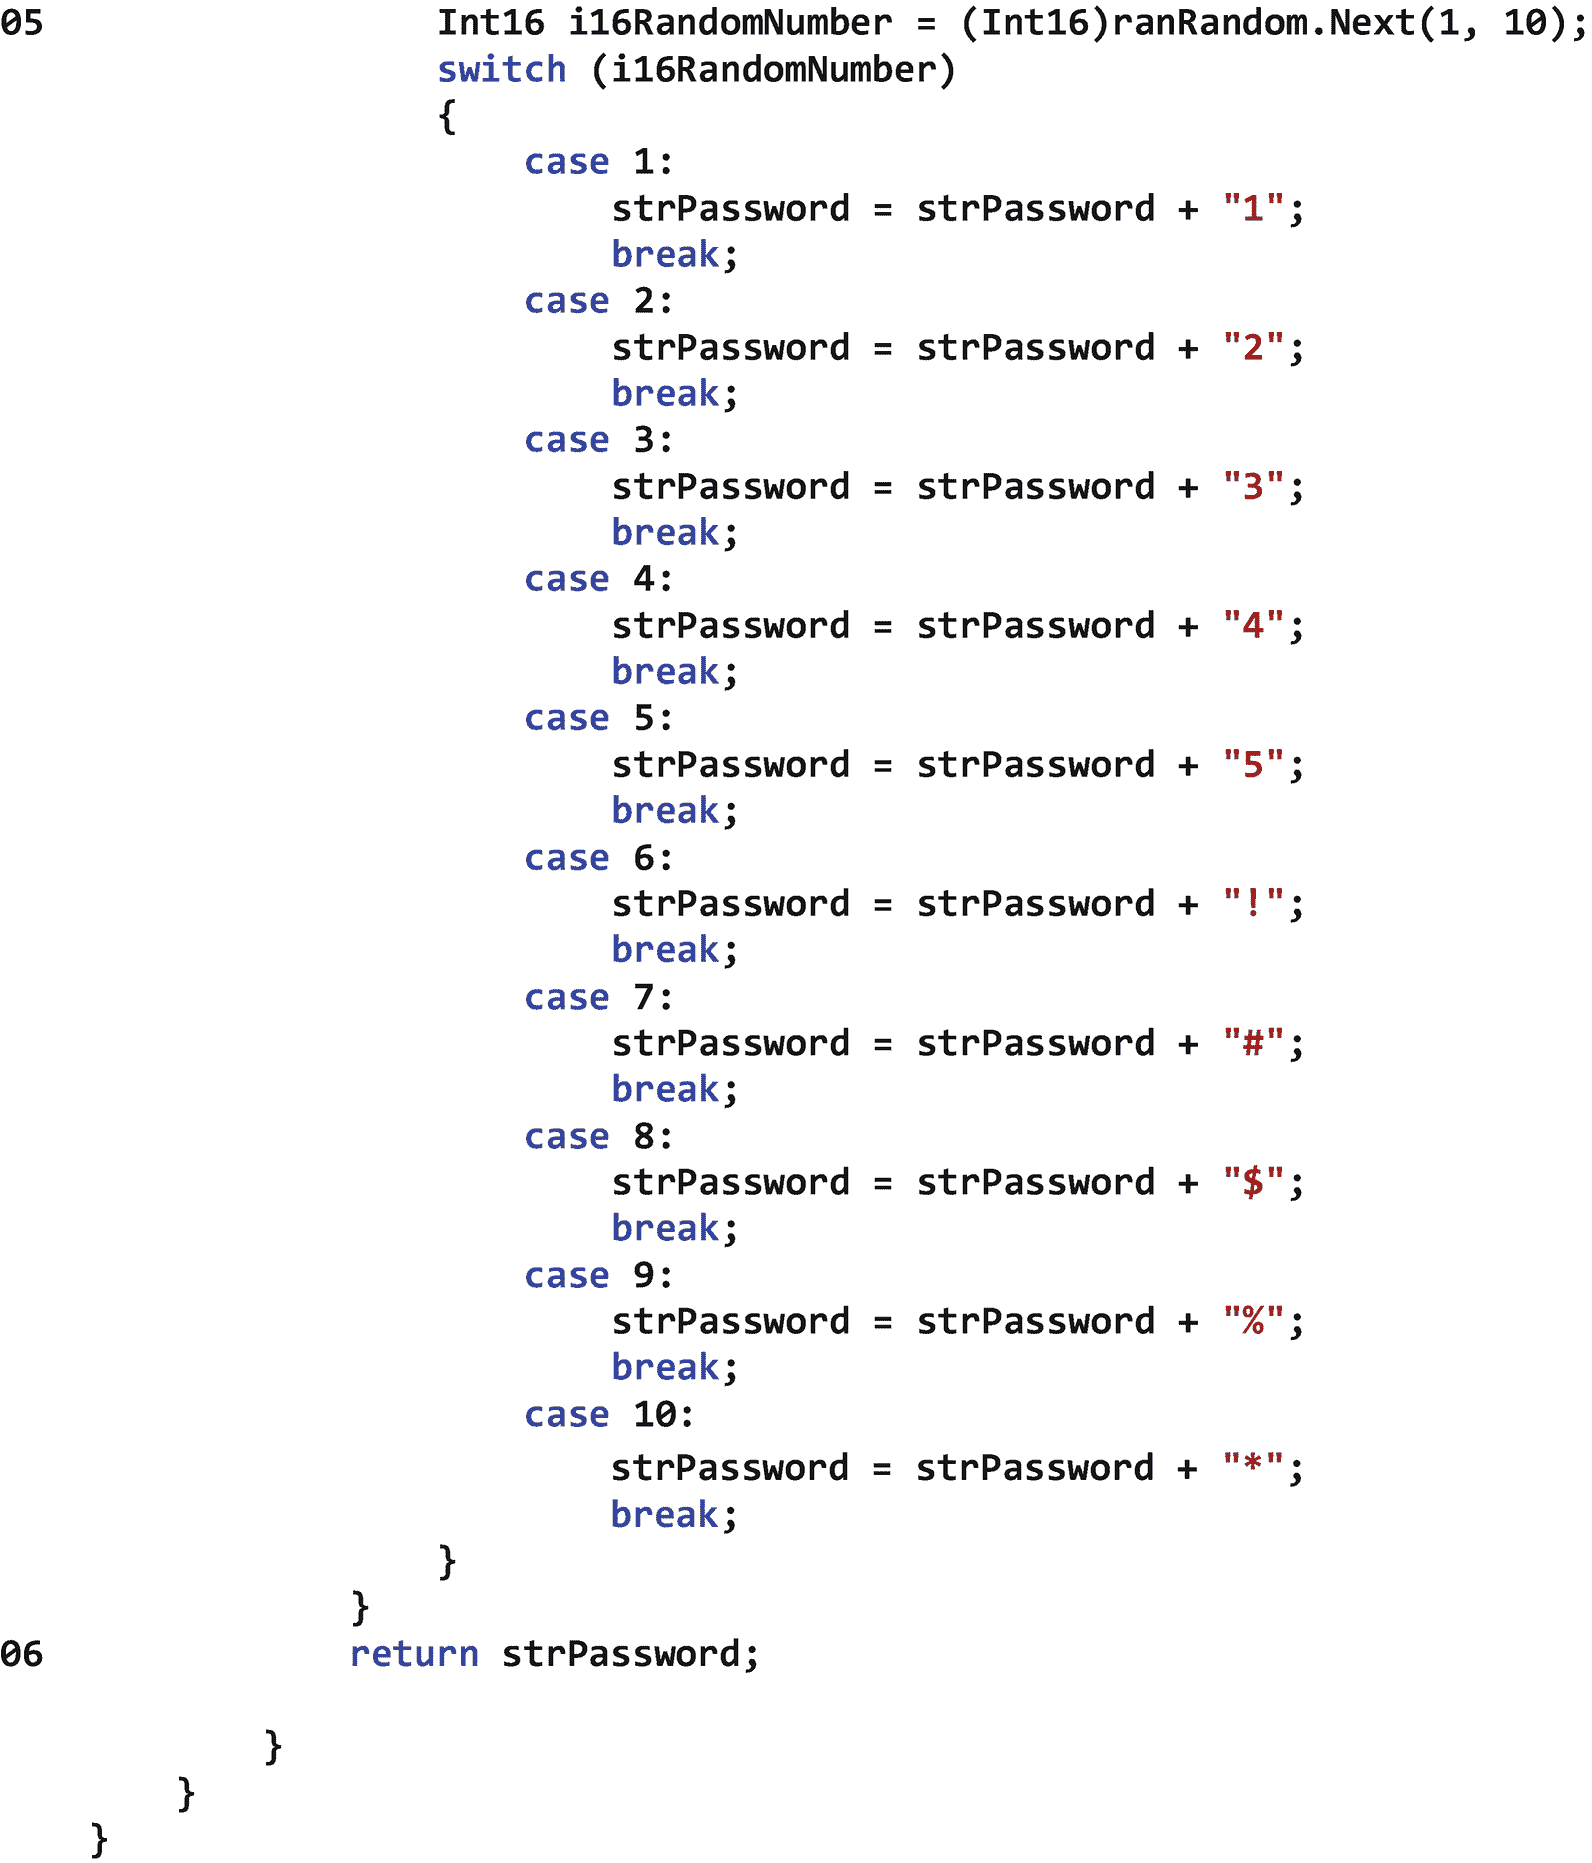 05 Int16 i16RandomNumber = (Int16)ranRandom.Next(1, 10);
switch (i16RandomNumber)
{
case 1:
strPassword = strPassword + "1";
break;
case 2:
strPassword = strPassword + "2";
break;
case 3:
strPassword = strPassword + "3";
break;
case 4:
strPassword = strPassword + "4";
break;
case 5:
strPassword = strPassword + "5";
break;
case 6:
strPassword = strPassword + "!";
break;
case 7:
strPassword = strPassword + "#";
break;
case 8:
strPassword = strPassword + "$";
break;
case 9:
strPassword = strPassword + "%";
break;
case 10:
strPassword = strPassword + "*";
break;
}
}
06 return strPassword;
}
}
}